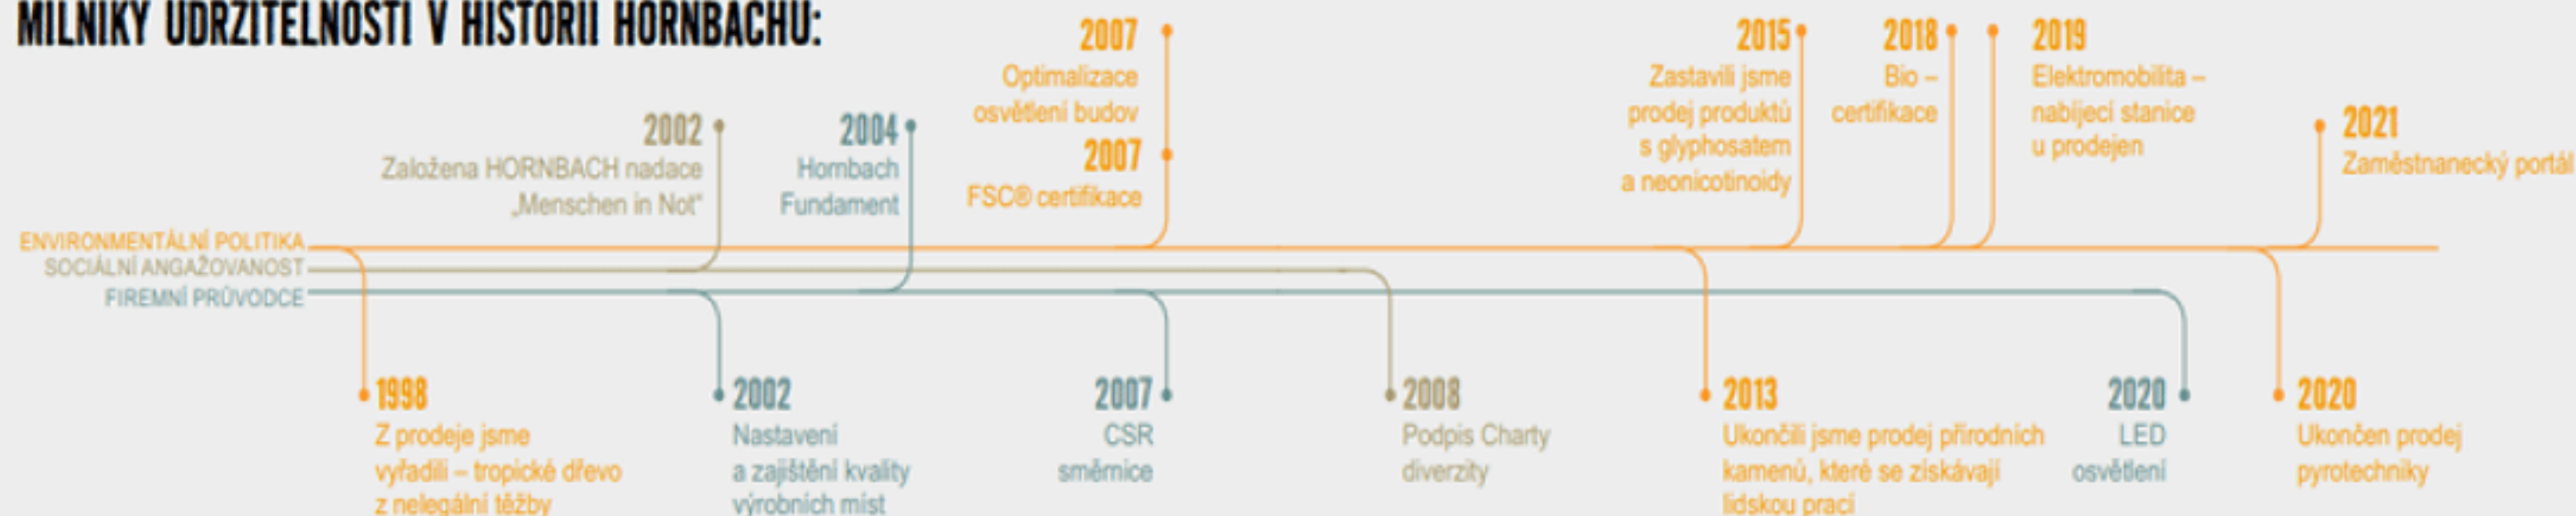 MILNÍKY UDRŽITELNOSTI V HISTORII HORNBACHU:
2007
Optimalizace
osvětlení budov
2007
FSC® certifikace
2015
Zastavili jsme
prodej produktů
s glyphosatem
a neonicotinoidy
2018
Bio –
certifikace
2019
Elektromobilita –
nabíjecí stanice
u prodejen
2002
Založena HORNBACH nadace
„Menschen in Not“
2004
Hornbach
Fundament
2021
Zaměstnanecký portál
ENVIRONMENTÁLNÍ POLITIKA
SOCIÁLNÍ ANGAŽOVANOST
FIREMNÍ PRŮVODCE
1998
Z prodeje jsme
vyřadili – tropické dřevo
z nelegální těžby
2002
Nastavení
a zajištění kvality
výrobních míst
2007
CSR
směrnice
2008
Podpis Charty
diverzity
2013
Ukončili jsme prodej přírodních
kamenů, které se získávají
lidskou prací
2020
LED
osvětlení
2020
Ukončen prodej
pyrotechniky